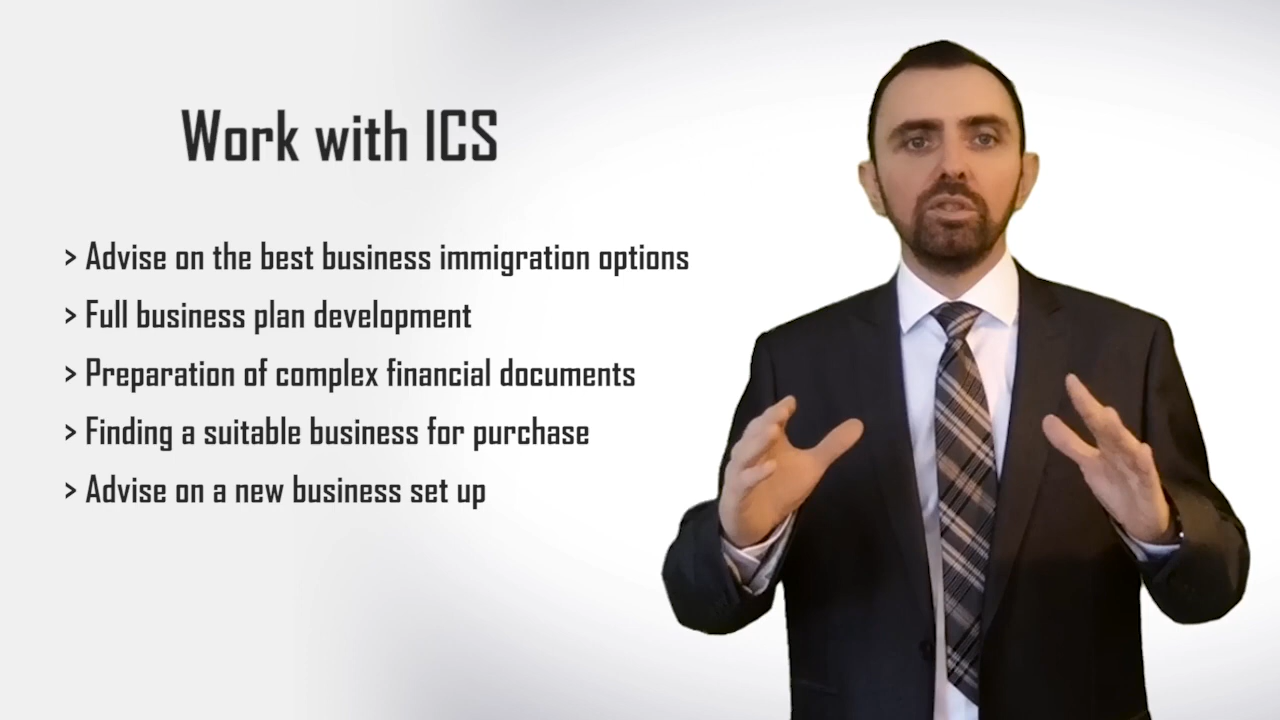 Work with ICS
> Advise on the best business immigration options
> Full business plan development
> Preparation of complex financial documents
> Finding a suitable business for purchase
> Advise on a new business set up